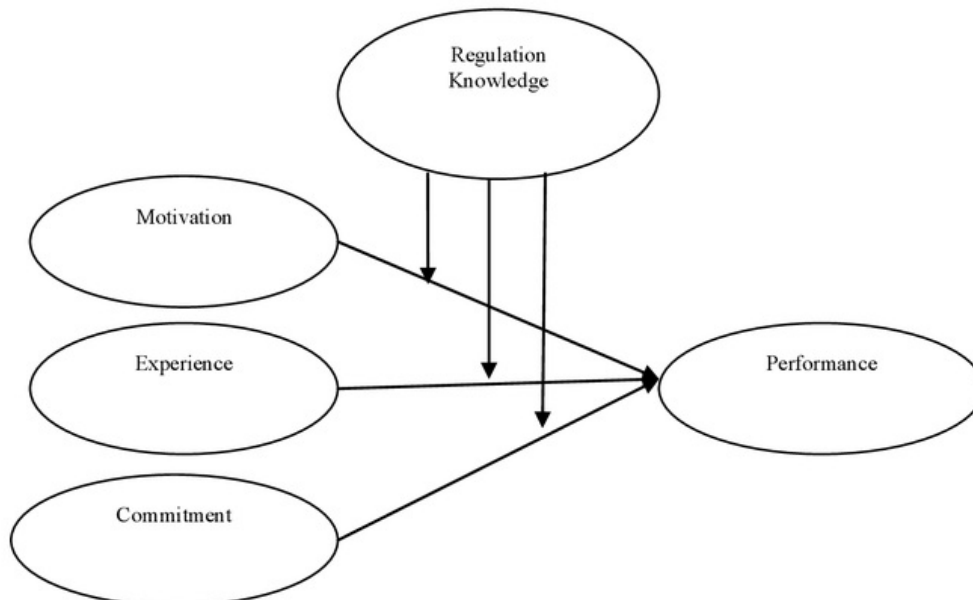 Regulation
Knowledge
Motivation
Experience
Performance
Commitment